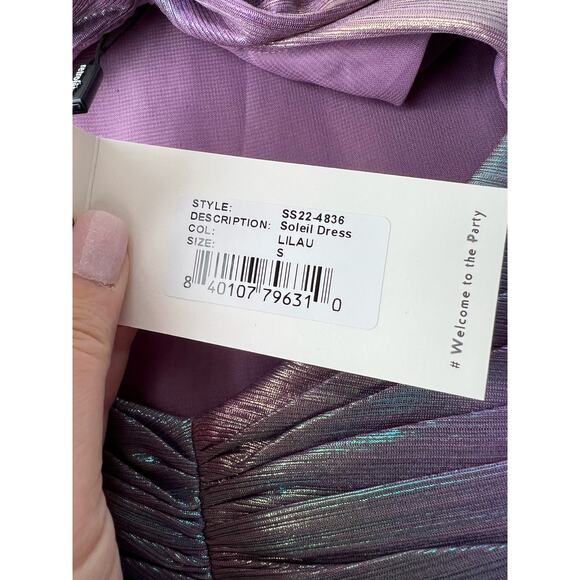 STYLE: SS22-4836
DESCRIPTION: Soleil Dress
COL: LILAU
SIZE: S
8 40107 79631 0
# Welcome to the Party